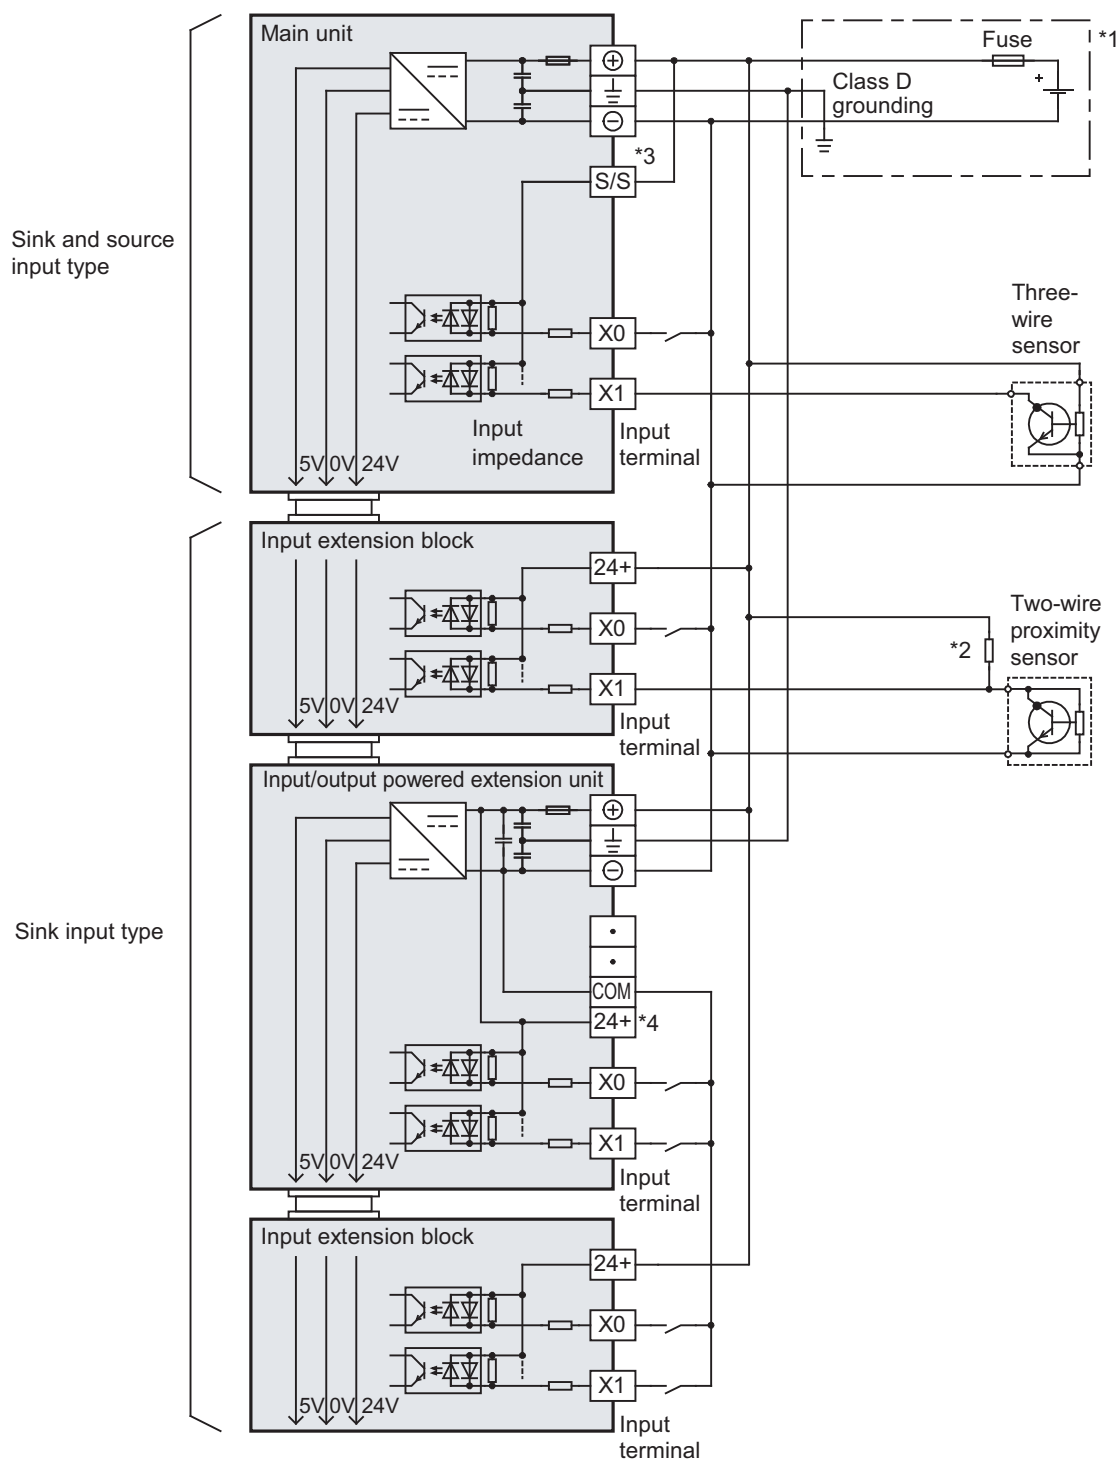 Main unit
Fuse
*1
Class D
grounding
*3
S/S
Sink and source
input type
Three-
wire
sensor
X0
X1
Input
impedance
Input
terminal
5V 0V 24V
Input extension block
24+
X0
X1
Two-wire
proximity
sensor
*2
5V 0V 24V
Input
terminal
Input/output powered extension unit
Sink input type
COM
24+ *4
X0
X1
5V 0V 24V
Input
terminal
Input extension block
24+
X0
X1
5V 0V 24V
Input
terminal